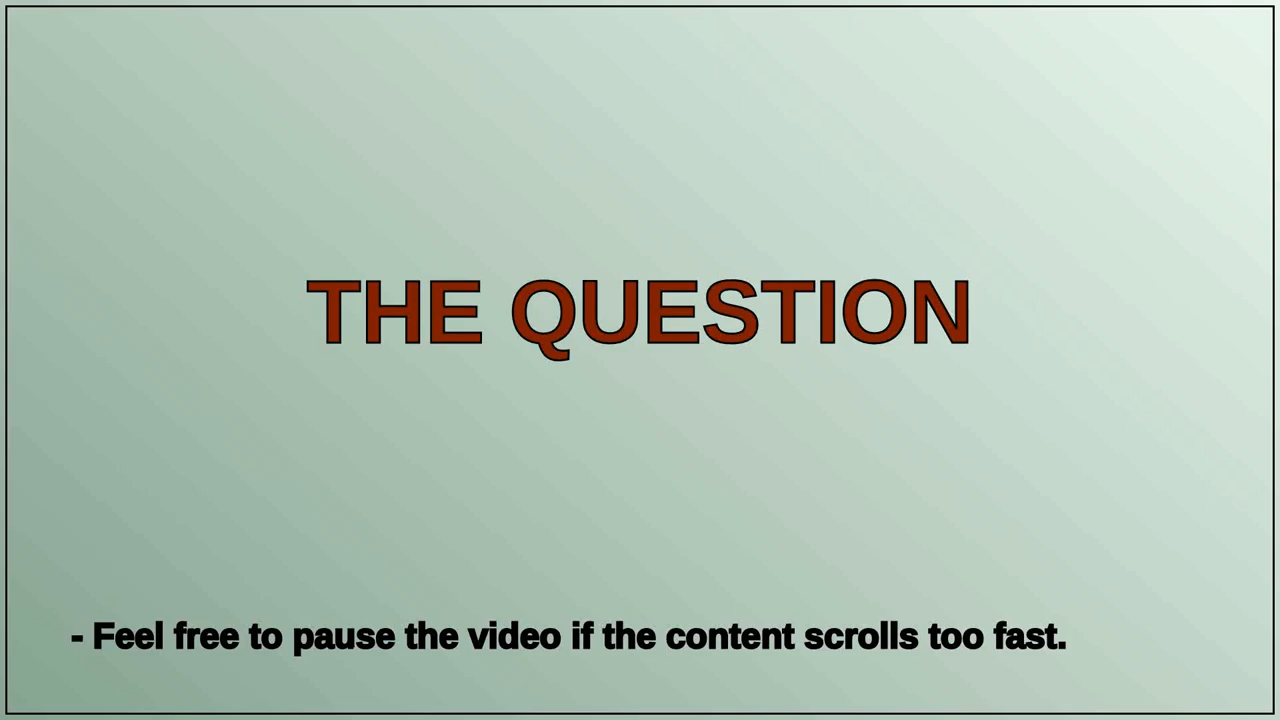 THE QUESTION
- Feel free to pause the video if the content scrolls too fast.